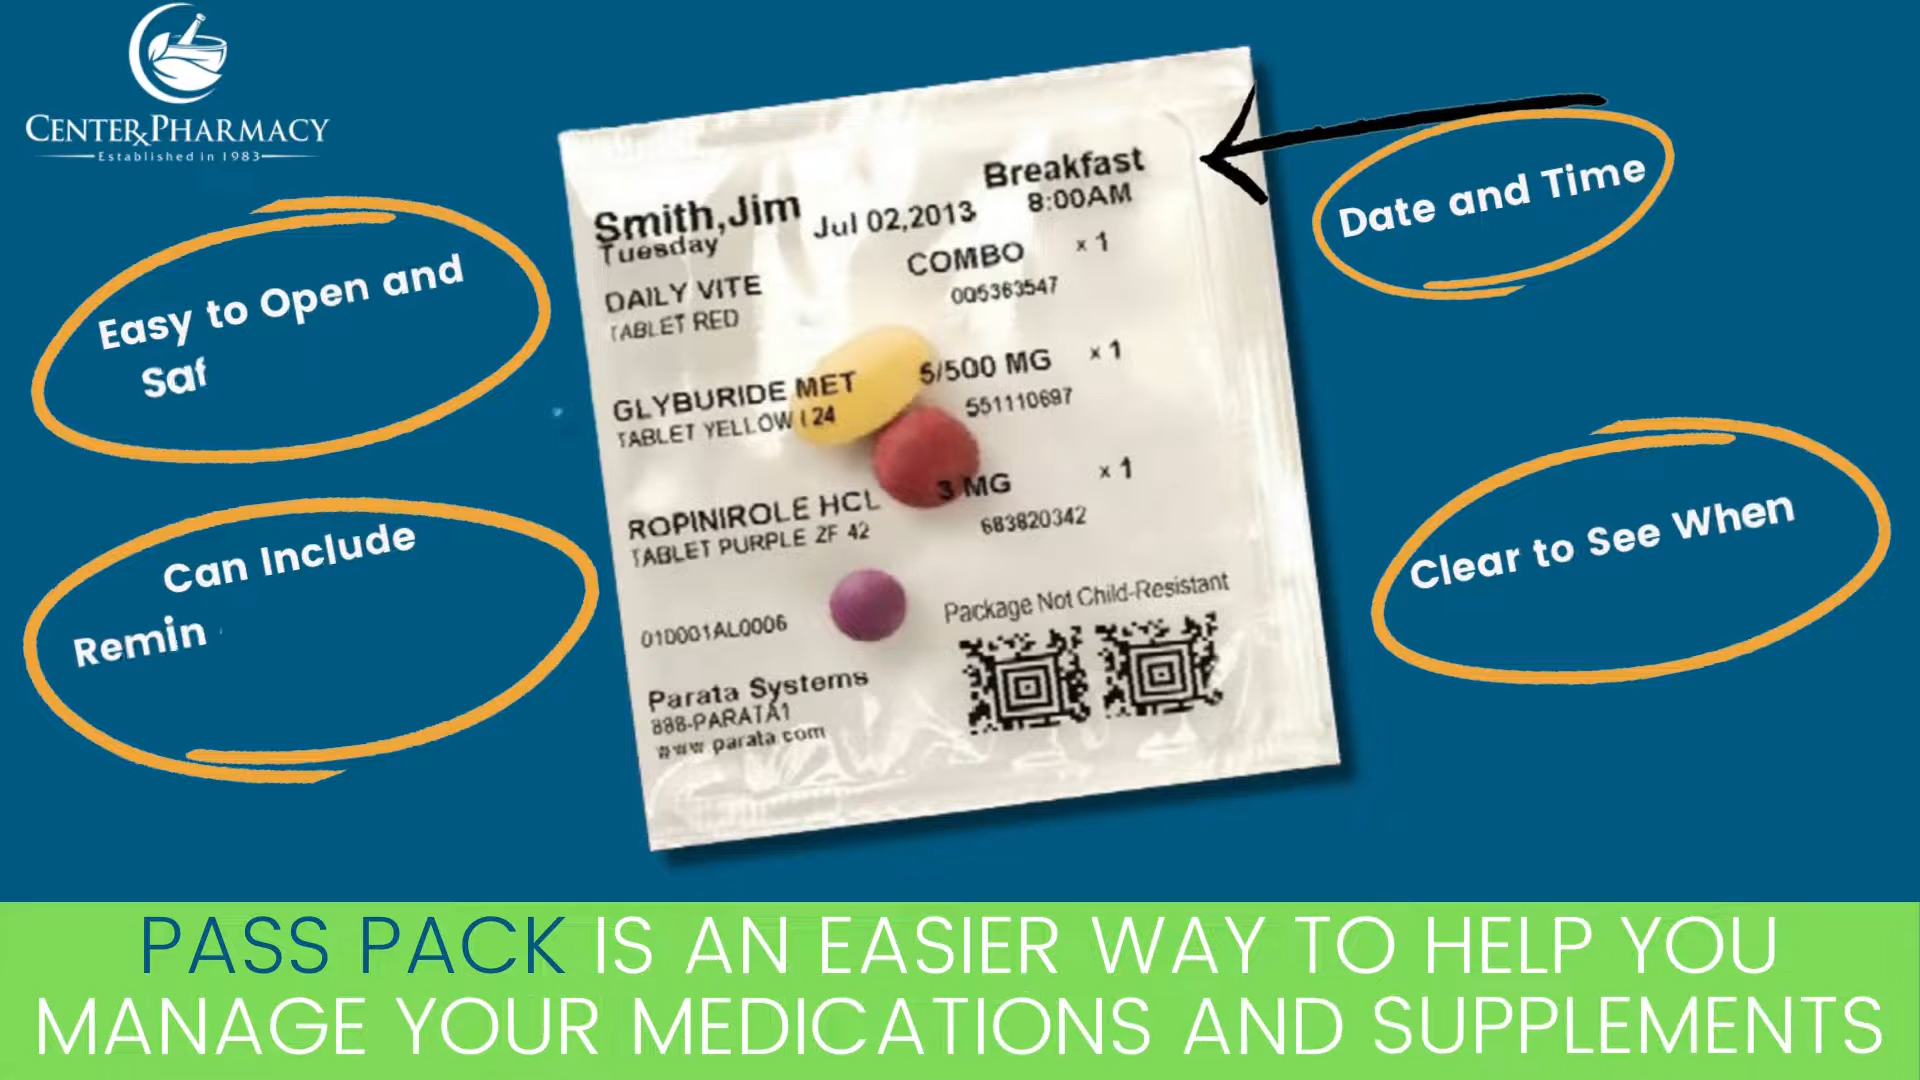 CENTER RX PHARMACY
Established in 1983
Easy to Open and
Saf
Can Include
Remin
Smith,Jim Jul 02,2013 Breakfast
Tuesday 8:00AM
DAILY VITE COMBO x 1
TABLET RED 005363547
GLYBURIDE MET 5/500 MG x 1
TABLET YELLOW I 24 551110697
ROPINIROLE HCL 3 MG x 1
TABLET PURPLE ZF 42 683820342
Package Not Child-Resistant
010001AL0006
Parata Systems
888-PARATA1
www.parata.com
Date and Time
Clear to See When
PASS PACK IS AN EASIER WAY TO HELP YOU
MANAGE YOUR MEDICATIONS AND SUPPLEMENTS